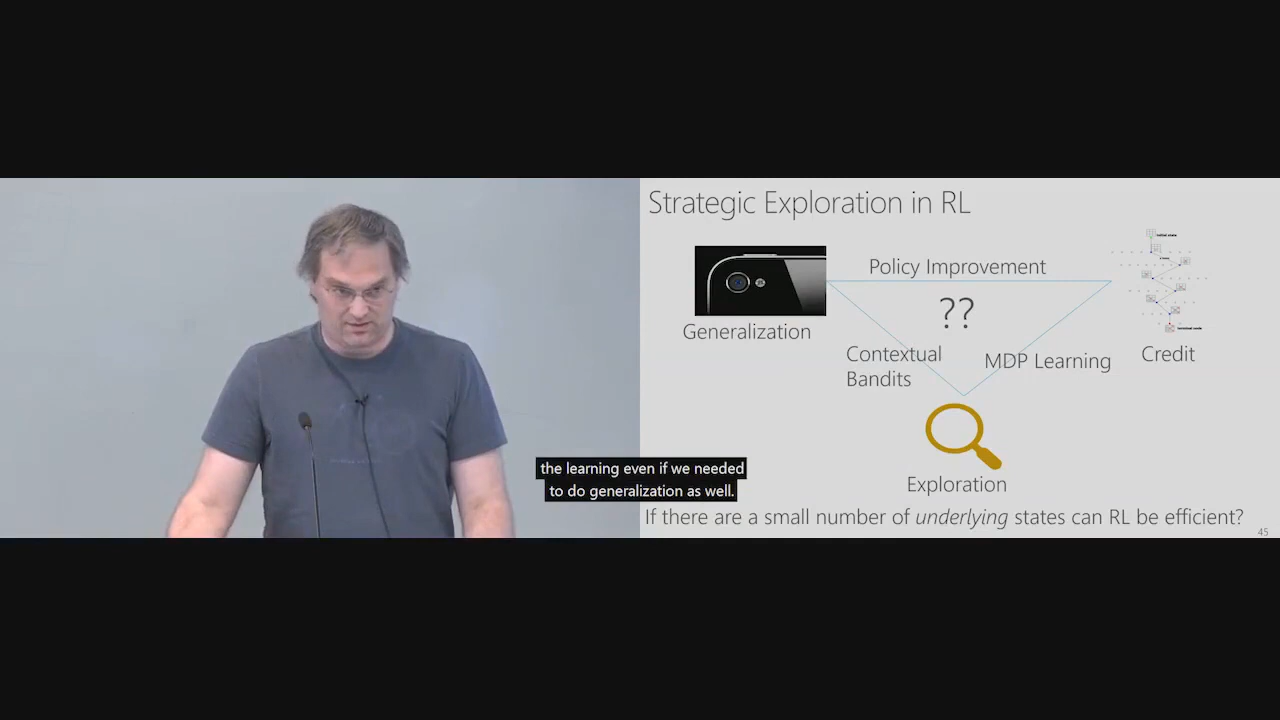 Strategic Exploration in RL
Policy Improvement
??
Generalization
Contextual
Bandits
MDP Learning
Credit
Exploration
the learning even if we needed
to do generalization as well.
If there are a small number of underlying states can RL be efficient?
45